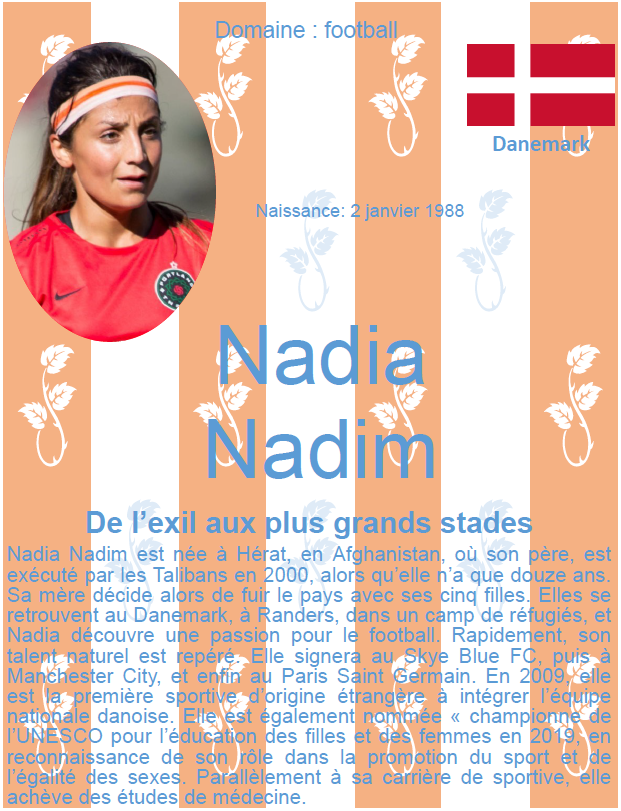 Domaine : football
Danemark
Naissance: 2 janvier 1988
Nadia
Nadim
De l’exil aux plus grands stades
Nadia Nadim est née à Hérat, en Afghanistan, où son père, est
exécuté par les Talibans en 2000, alors qu’elle n’a que douze ans.
Sa mère décide alors de fuir le pays avec ses cinq filles. Elles se
retrouvent au Danemark, à Randers, dans un camp de réfugiés, et
Nadia découvre une passion pour le football. Rapidement, son
talent naturel est repéré. Elle signera au Skye Blue FC, puis à
Manchester City, et enfin au Paris Saint Germain. En 2009, elle
est la première sportive d’origine étrangère à intégrer l’équipe
nationale danoise. Elle est également nommée « championne de
l’UNESCO pour l’éducation des filles et des femmes en 2019, en
reconnaissance de son rôle dans la promotion du sport et de
l’égalité des sexes. Parallèlement à sa carrière de sportive, elle
achève des études de médecine.